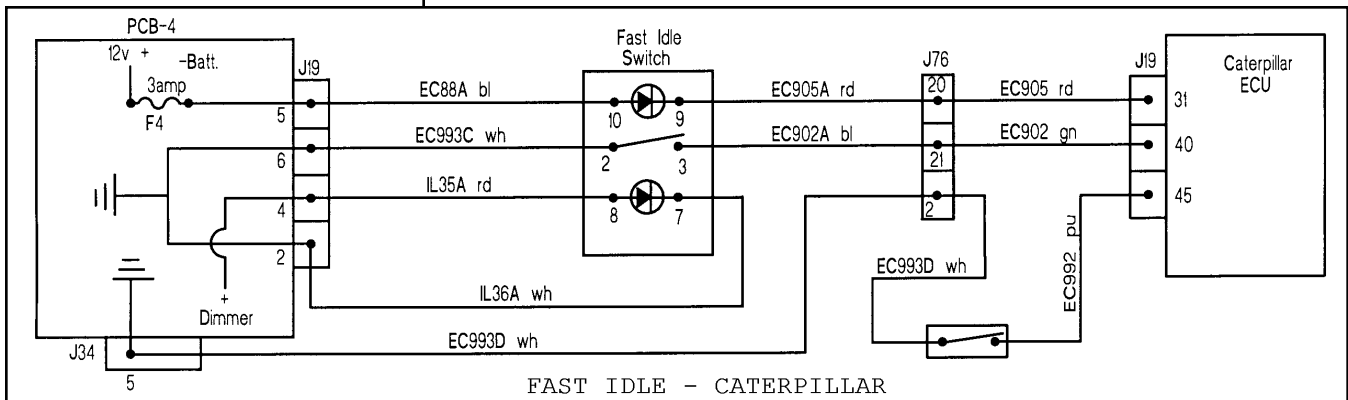 PCB-4
12v +
-Batt.
3amp
F4
J19
5
6
4
2
+
Dimmer
J34
5
EC88A bl
EC993C wh
IL35A rd
IL36A wh
EC993D wh
Fast Idle
Switch
10
9
2
3
8
7
EC905A rd
EC902A bl
J76
20
21
2
EC905 rd
EC902 gn
EC993D wh
EC992 pu
J19
31
40
45
Caterpillar
ECU
FAST IDLE - CATERPILLAR